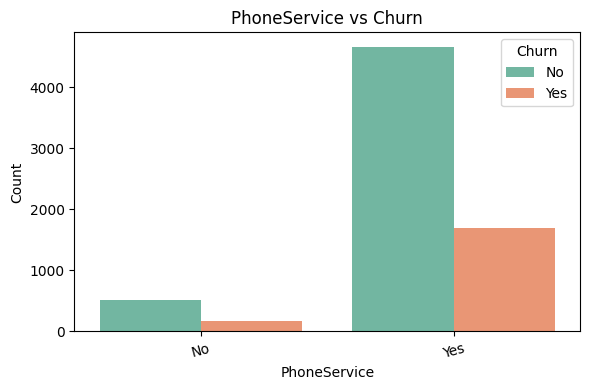 PhoneService vs Churn
Churn
No
Yes
Count
4000
3000
2000
1000
0
No
Yes
PhoneService